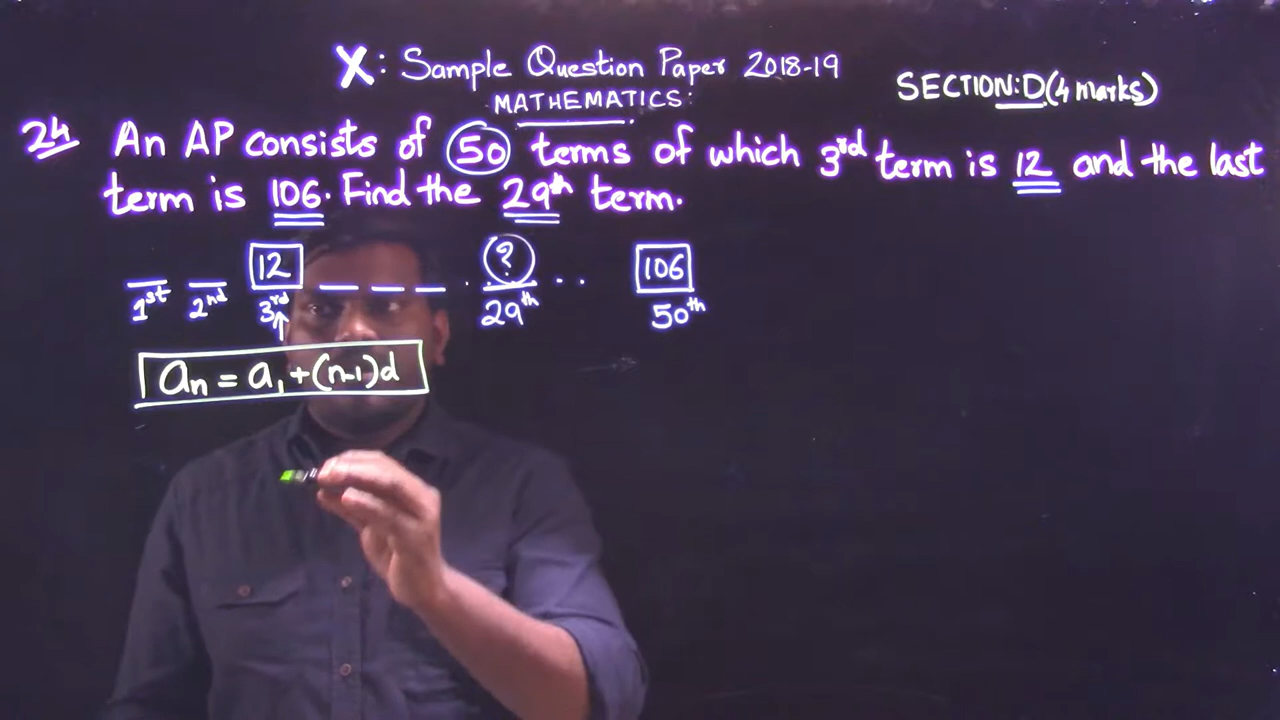 X: Sample Question Paper 2018-19
MATHEMATICS:
SECTION:D(4 marks)
24 An AP consists of 50 terms of which 3rd term is 12 and the last
term is 106. Find the 29th term.
12 ? .. 106
1st 2nd 3rd 29th 50th
an = a1 + (n-1)d